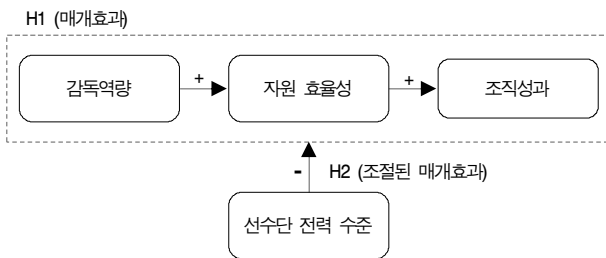 H1 (매개효과)
감독역량
+
자원 효율성
+
조직성과
-
H2 (조절된 매개효과)
선수단 전력 수준